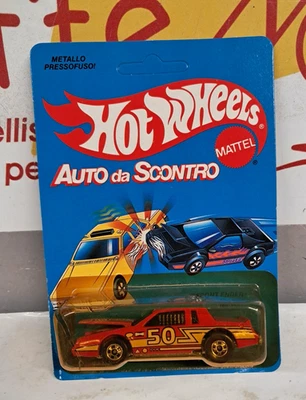 METALLO
PRESSOFUSO!
HOT WHEELS
MATTEL
AUTO DA SCONTRO
50